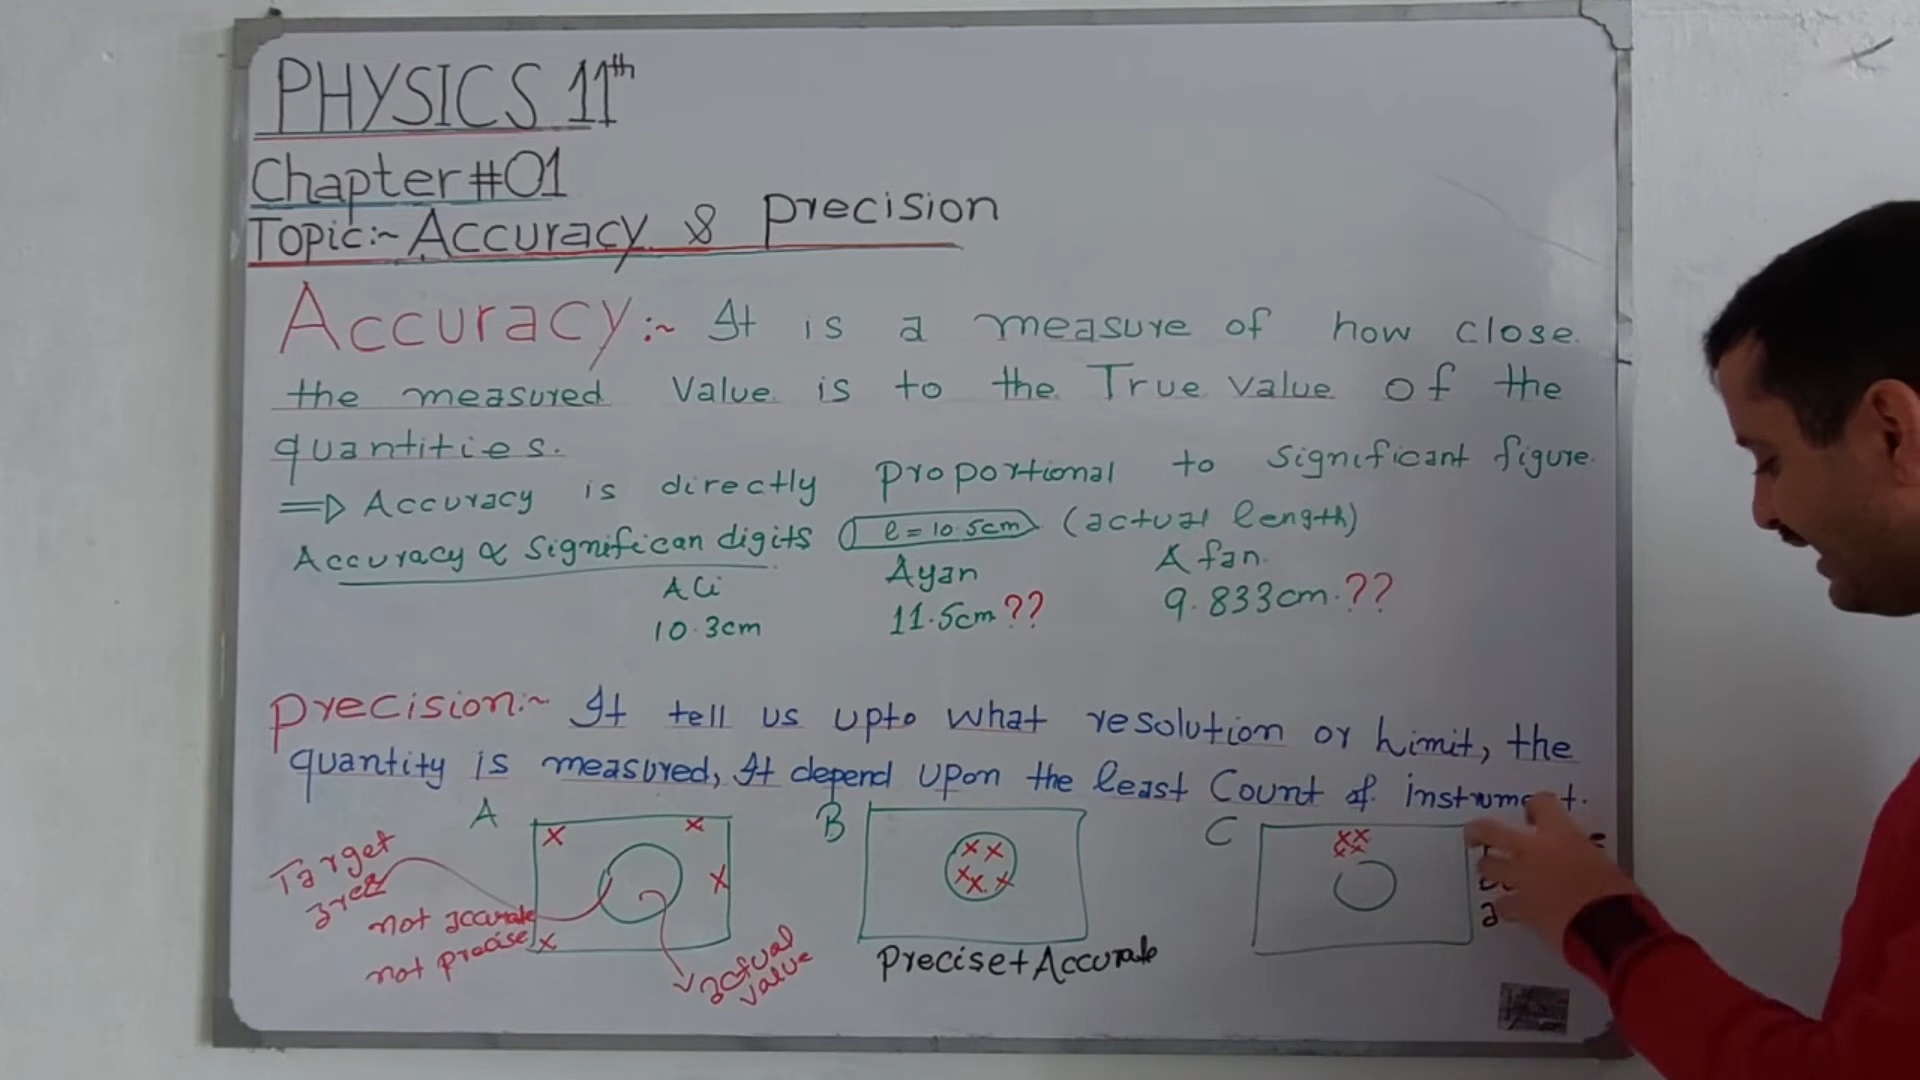 PHYSICS 11th
Chapter#01
Topic:~ Accuracy & Precision
Accuracy:~ It is a measure of how close
the measured Value is to the True value of the
quantities.
⇒ Accuracy is directly Proportional to significant figure.
Accuracy ∝ Significan digits l = 10.5cm (actual length)
Ali Ayan Afan.
10.3cm 11.5cm ?? 9.833cm. ??
Precision:~ It tell us upto what resolution or limit, the
quantity is measured, It depend upon the least Count of instrument.
A B C
Target
area
not accurate
not precise
actual
value
Precise+Accurate